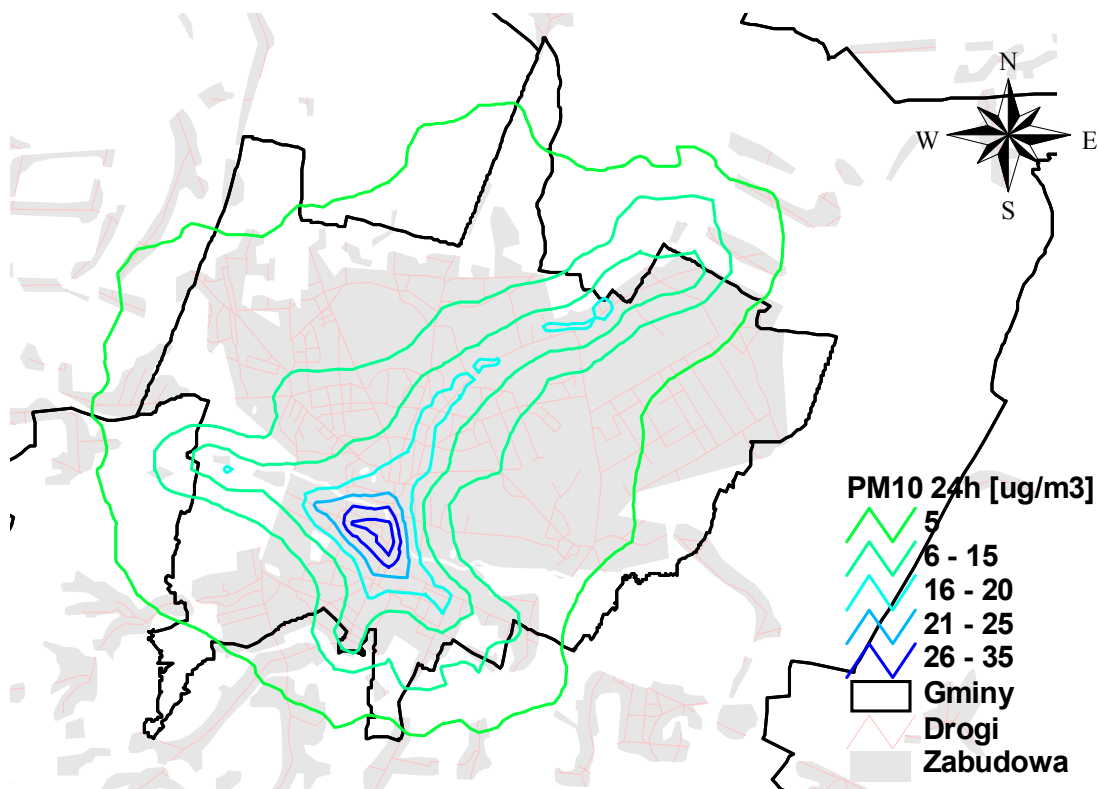 N
W E
S
PM10 24h [ug/m3]
5
6 - 15
16 - 20
21 - 25
26 - 35
Gminy
Drogi
Zabudowa